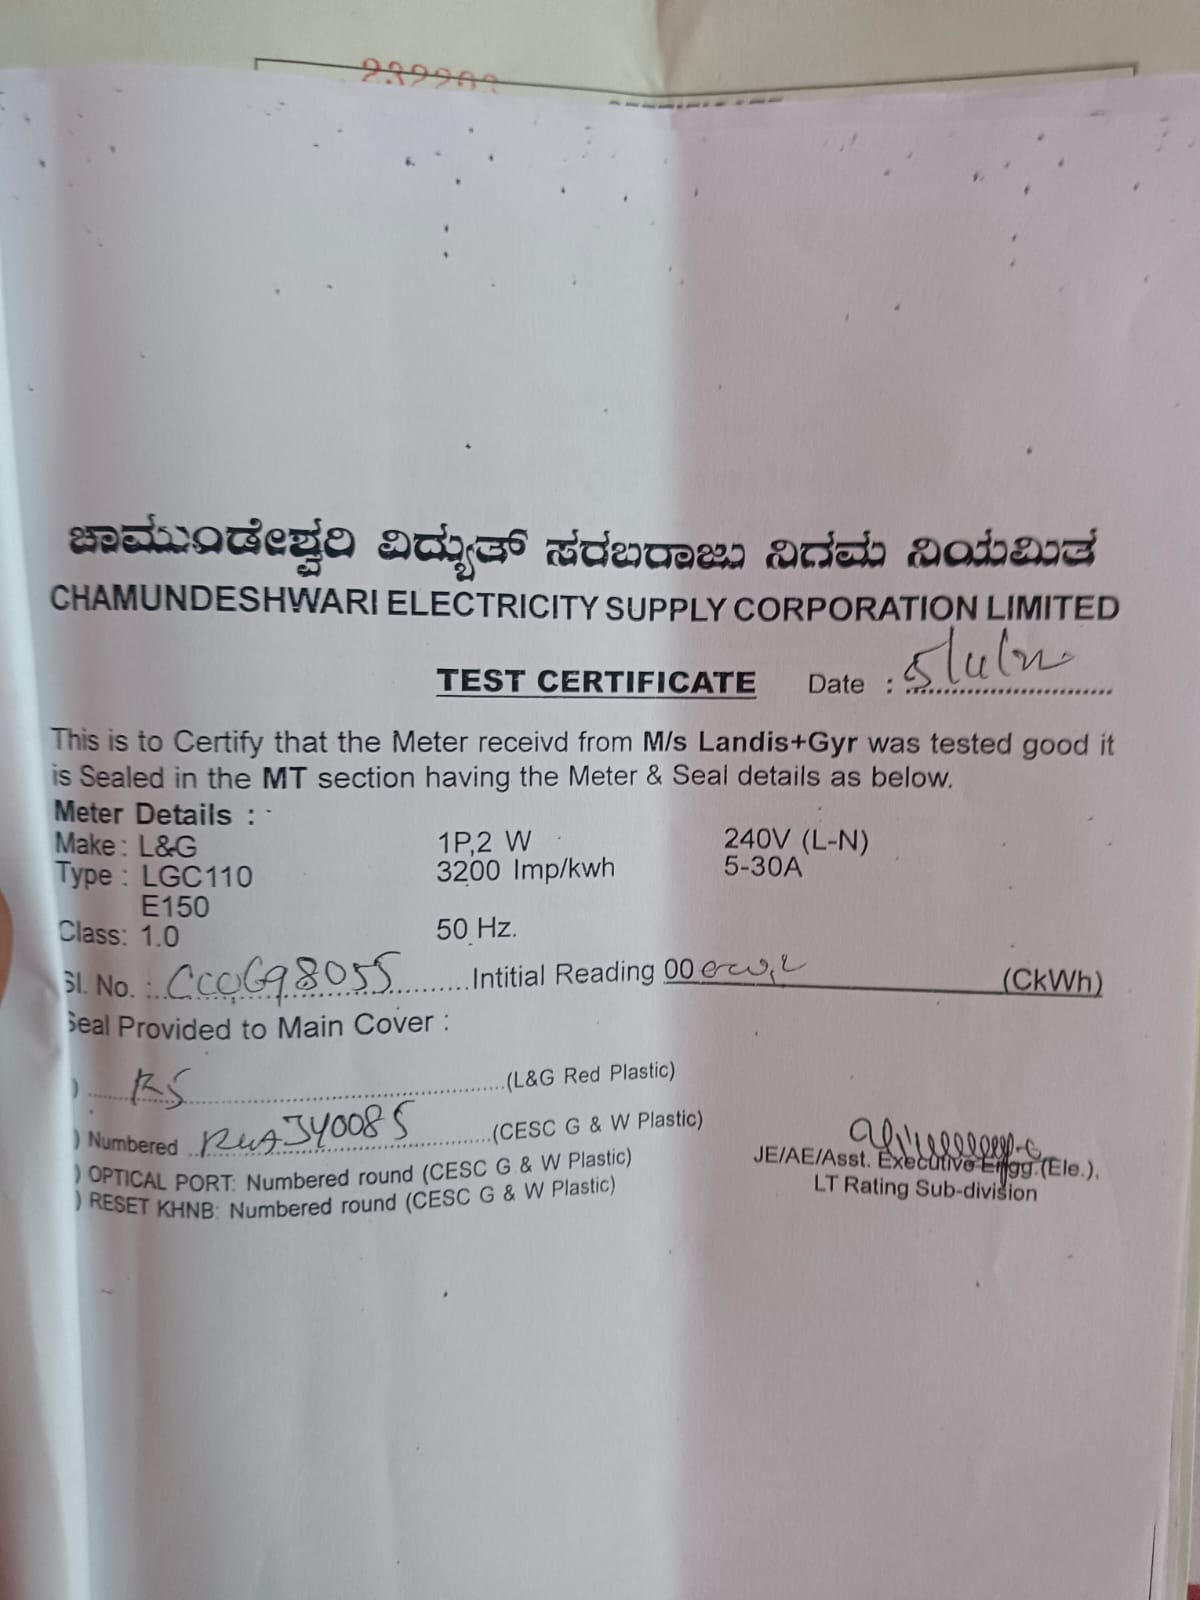 232203
ಚಾಮುಂಡೇಶ್ವರಿ ವಿದ್ಯುತ್ ಸರಬರಾಜು ನಿಗಮ ನಿಯಮಿತ
CHAMUNDESHWARI ELECTRICITY SUPPLY CORPORATION LIMITED
TEST CERTIFICATE Date :
This is to Certify that the Meter receivd from M/s Landis+Gyr was tested good it
is Sealed in the MT section having the Meter & Seal details as below.
Meter Details :
Make : L&G 1P,2 W 240V (L-N)
Type : LGC110 3200 Imp/kwh 5-30A
E150
Class: 1.0 50 Hz.
Sl. No. : Intitial Reading 00 (CkWh)
Seal Provided to Main Cover :
) RS (L&G Red Plastic)
) Numbered (CESC G & W Plastic)
) OPTICAL PORT: Numbered round (CESC G & W Plastic)
) RESET KHNB: Numbered round (CESC G & W Plastic)
JE/AE/Asst. Executive Engg.(Ele.),
LT Rating Sub-division